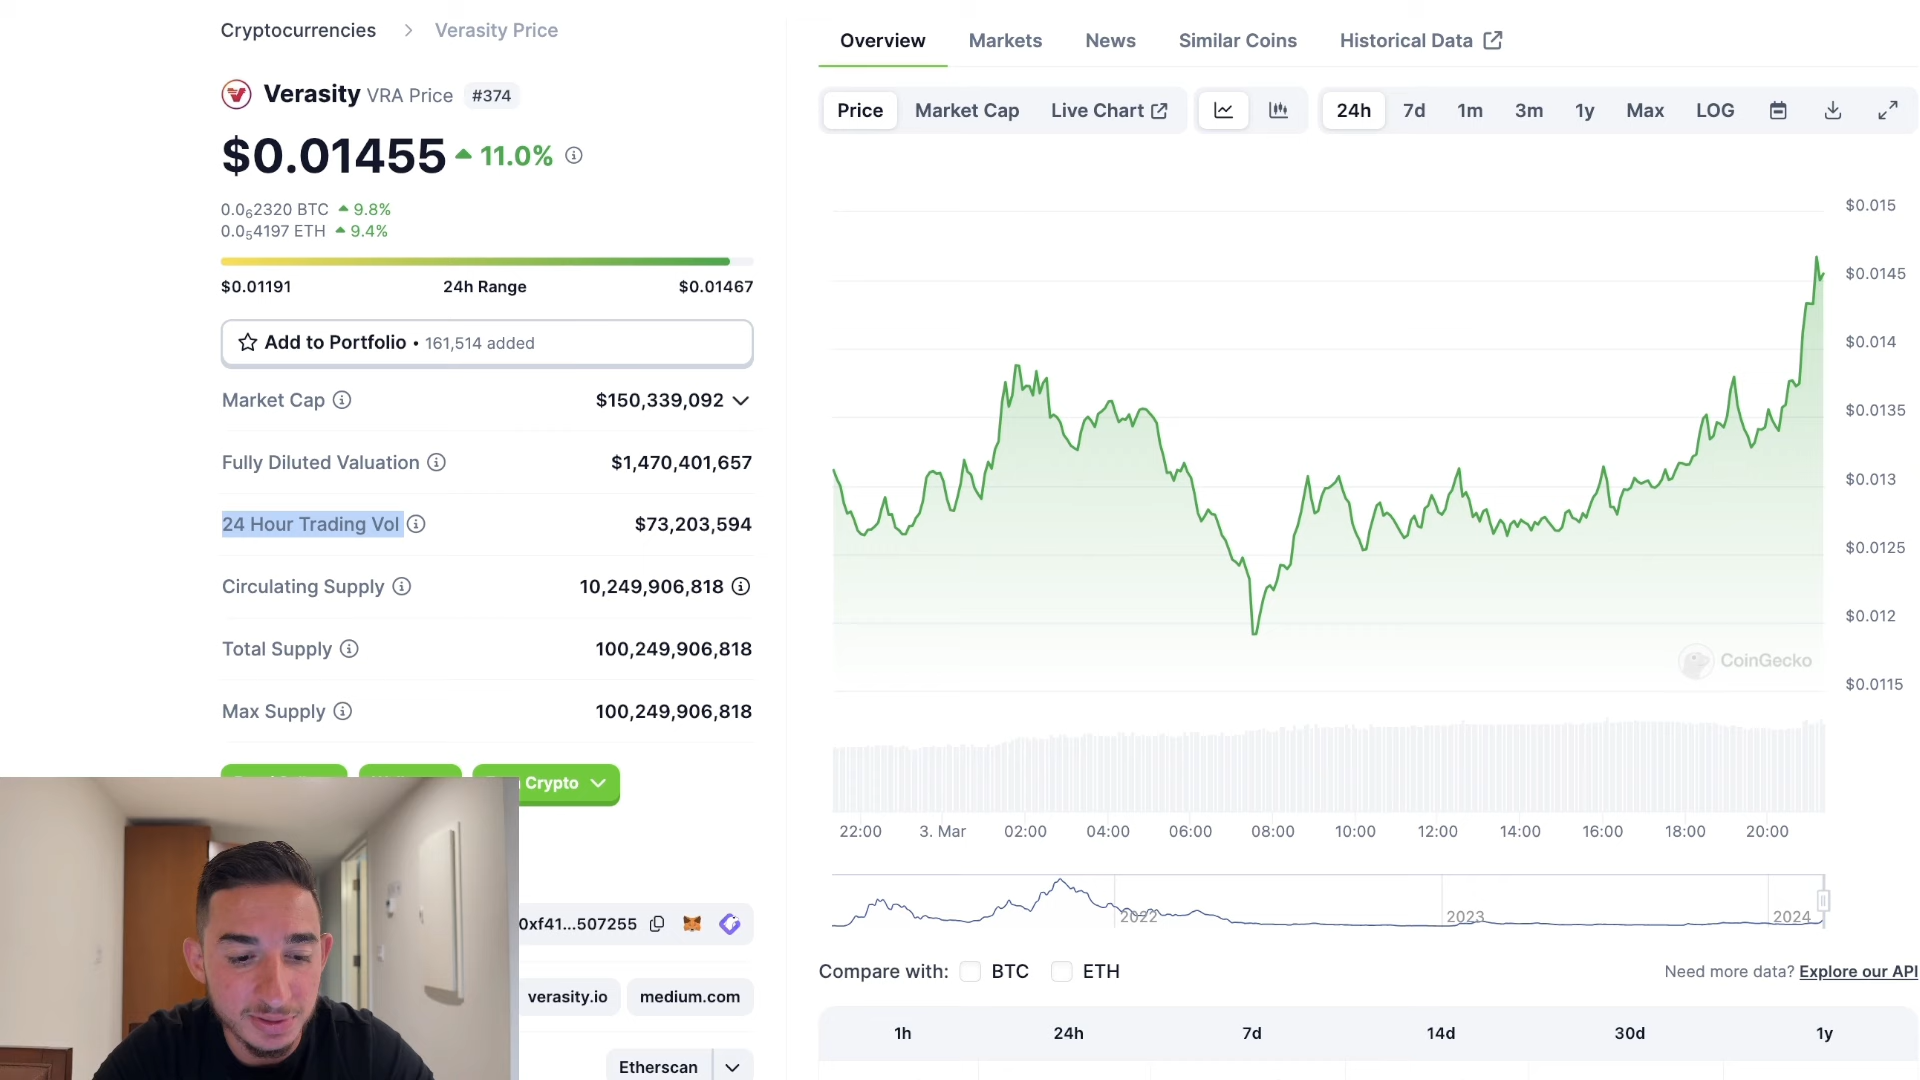 Cryptocurrencies > Verasity Price
Verasity VRA Price #374
$0.01455 11.0%
0.0₆2320 BTC 9.8%
0.0₅4197 ETH 9.4%
$0.01191 24h Range $0.01467
Add to Portfolio • 161,514 added
Market Cap $150,339,092
Fully Diluted Valuation $1,470,401,657
24 Hour Trading Vol $73,203,594
Circulating Supply 10,249,906,818
Total Supply 100,249,906,818
Max Supply 100,249,906,818
Crypto
0xf41...507255
verasity.io medium.com
Etherscan
Overview Markets News Similar Coins Historical Data
Price Market Cap Live Chart 24h 7d 1m 3m 1y Max LOG
$0.015
$0.0145
$0.014
$0.0135
$0.013
$0.0125
$0.012
$0.0115
CoinGecko
22:00 3. Mar 02:00 04:00 06:00 08:00 10:00 12:00 14:00 16:00 18:00 20:00
2022 2023 2024
Compare with: BTC ETH Need more data? Explore our API
1h 24h 7d 14d 30d 1y